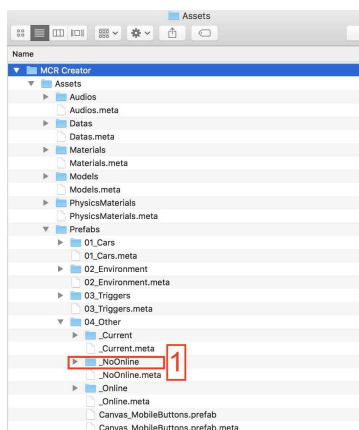 Assets
Name
MCR Creator
Assets
Audios
Audios.meta
Datas
Datas.meta
Materials
Materials.meta
Models
Models.meta
PhysicsMaterials
PhysicsMaterials.meta
Prefabs
01_Cars
01_Cars.meta
02_Environment
02_Environment.meta
03_Triggers
03_Triggers.meta
04_Other
_Current
_Current.meta
_NoOnline
1
_NoOnline.meta
_Online
_Online.meta
Canvas_MobileButtons.prefab
Canvas_MobileButtons.prefab.meta